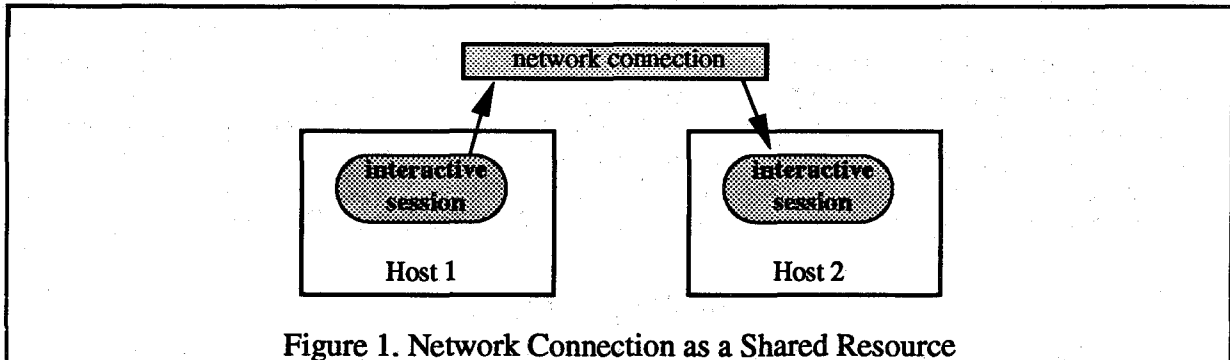 network connection
interactive
session
Host 1
interactive
session
Host 2
Figure 1. Network Connection as a Shared Resource